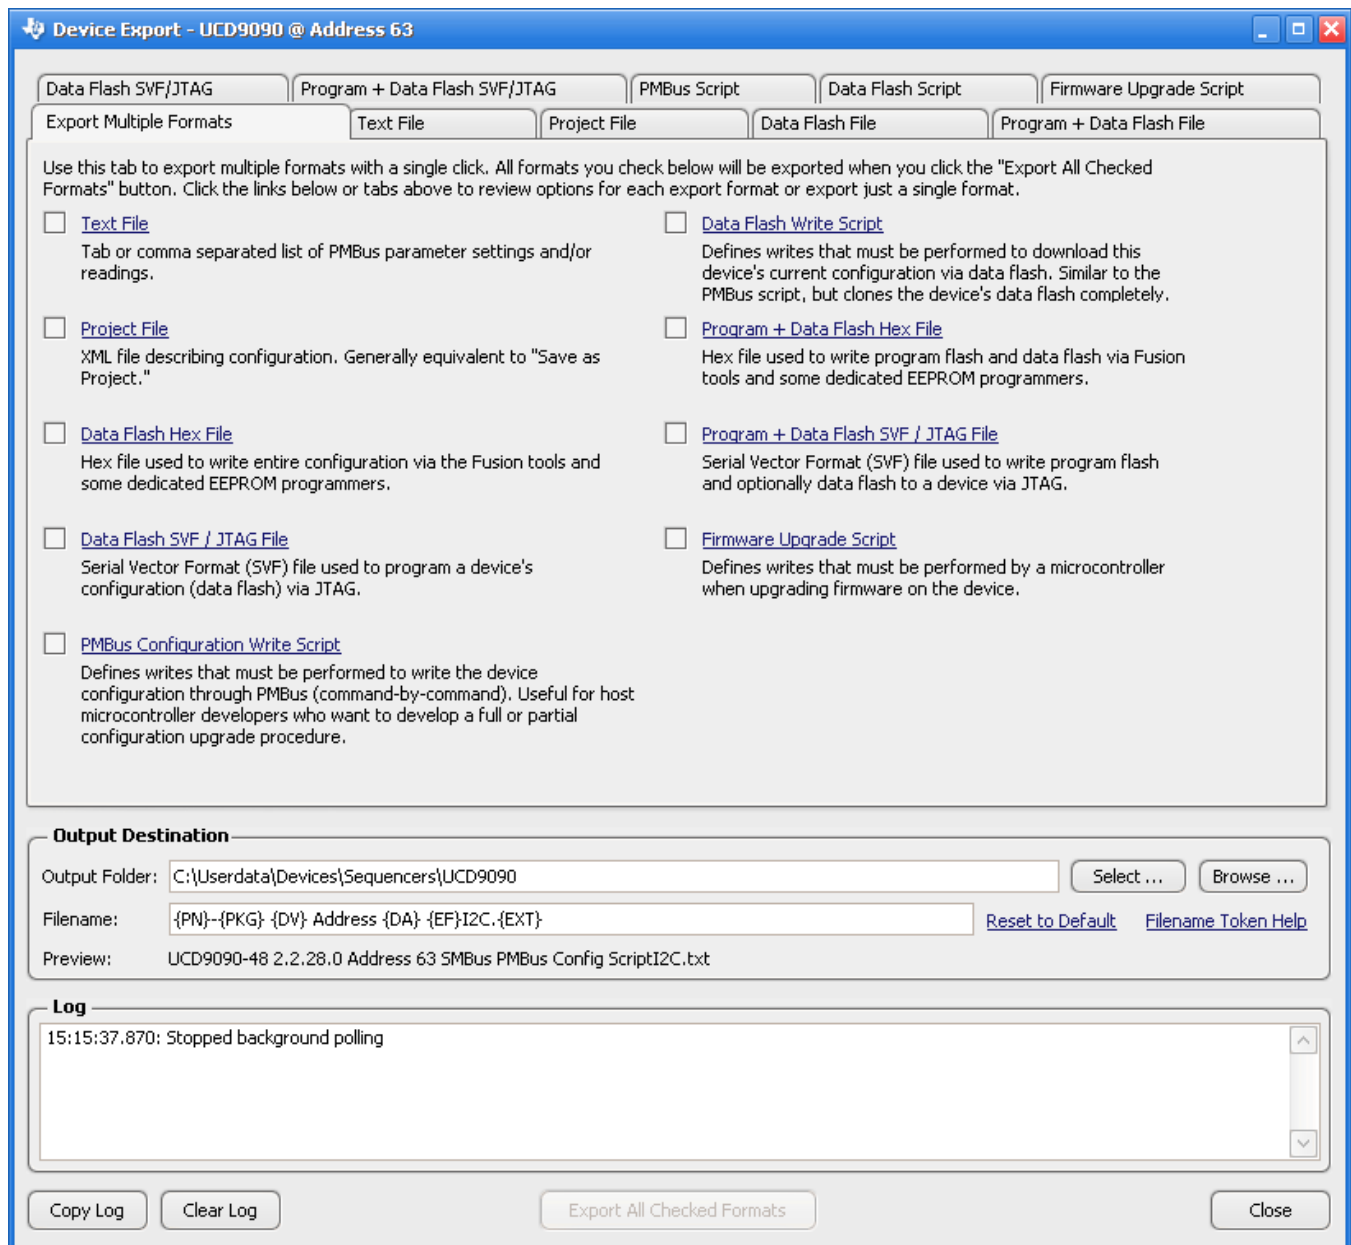 Device Export - UCD9090 @ Address 63
Data Flash SVF/JTAG
Program + Data Flash SVF/JTAG
PMBus Script
Data Flash Script
Firmware Upgrade Script
Export Multiple Formats
Text File
Project File
Data Flash File
Program + Data Flash File
Use this tab to export multiple formats with a single click. All formats you check below will be exported when you click the "Export All Checked
Formats" button. Click the links below or tabs above to review options for each export format or export just a single format.
Text File
Tab or comma separated list of PMBus parameter settings and/or
readings.
Data Flash Write Script
Defines writes that must be performed to download this
device's current configuration via data flash. Similar to the
PMBus script, but clones the device's data flash completely.
Project File
XML file describing configuration. Generally equivalent to "Save as
Project."
Program + Data Flash Hex File
Hex file used to write program flash and data flash via Fusion
tools and some dedicated EEPROM programmers.
Data Flash Hex File
Hex file used to write entire configuration via the Fusion tools and
some dedicated EEPROM programmers.
Program + Data Flash SVF / JTAG File
Serial Vector Format (SVF) file used to write program flash
and optionally data flash to a device via JTAG.
Data Flash SVF / JTAG File
Serial Vector Format (SVF) file used to program a device's
configuration (data flash) via JTAG.
Firmware Upgrade Script
Defines writes that must be performed by a microcontroller
when upgrading firmware on the device.
PMBus Configuration Write Script
Defines writes that must be performed to write the device
configuration through PMBus (command-by-command). Useful for host
microcontroller developers who want to develop a full or partial
configuration upgrade procedure.
Output Destination
Output Folder: C:\Userdata\Devices\Sequencers\UCD9090 Select ... Browse ...
Filename: {PN}-{PKG} {DV} Address {DA} {EF}I2C.{EXT} Reset to Default Filename Token Help
Preview: UCD9090-48 2.2.28.0 Address 63 SMBus PMBus Config ScriptI2C.txt
Log
15:15:37.870: Stopped background polling
Copy Log Clear Log Export All Checked Formats Close